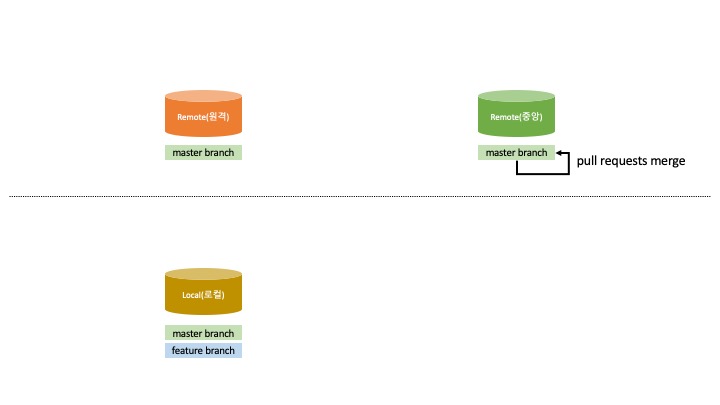 Remote(원격)
master branch
Remote(중앙)
master branch
pull requests merge
Local(로컬)
master branch
feature branch